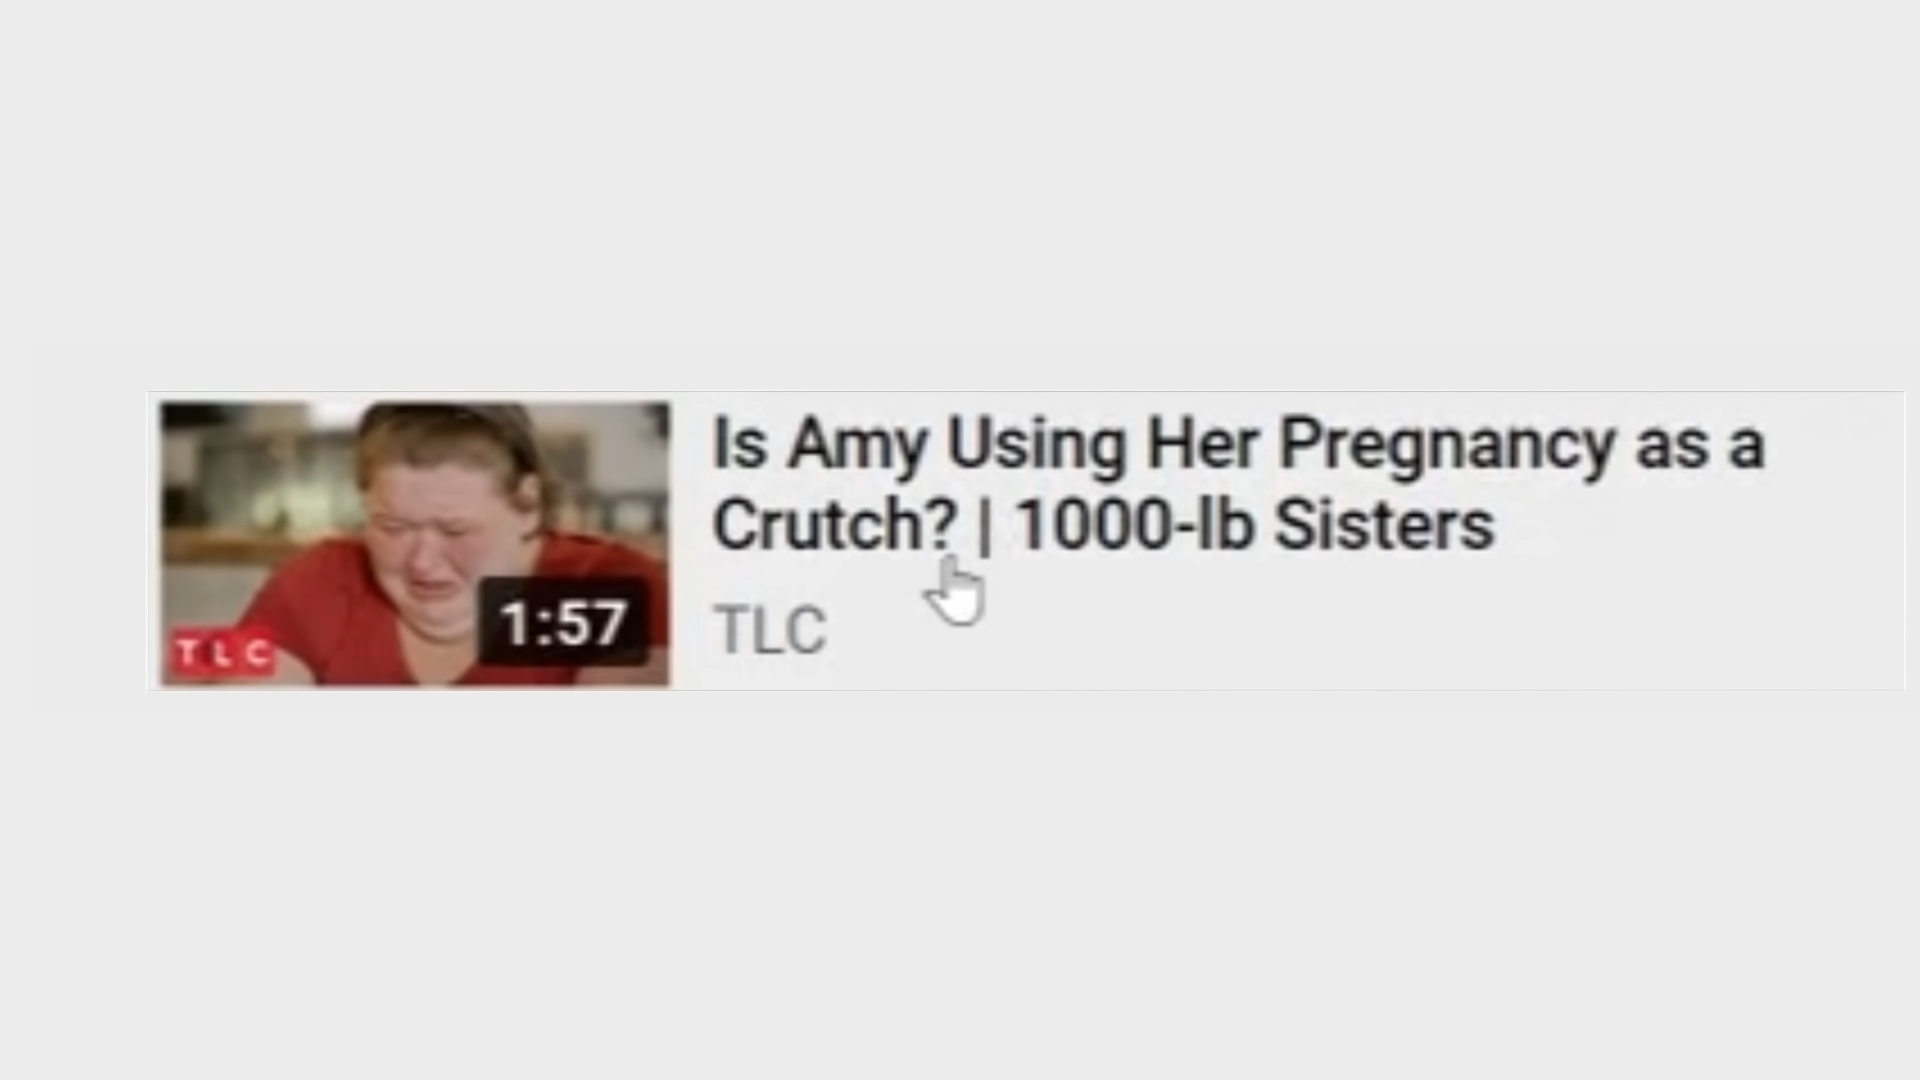 Is Amy Using Her Pregnancy as a
Crutch? | 1000-lb Sisters
TLC
1:57
TLC